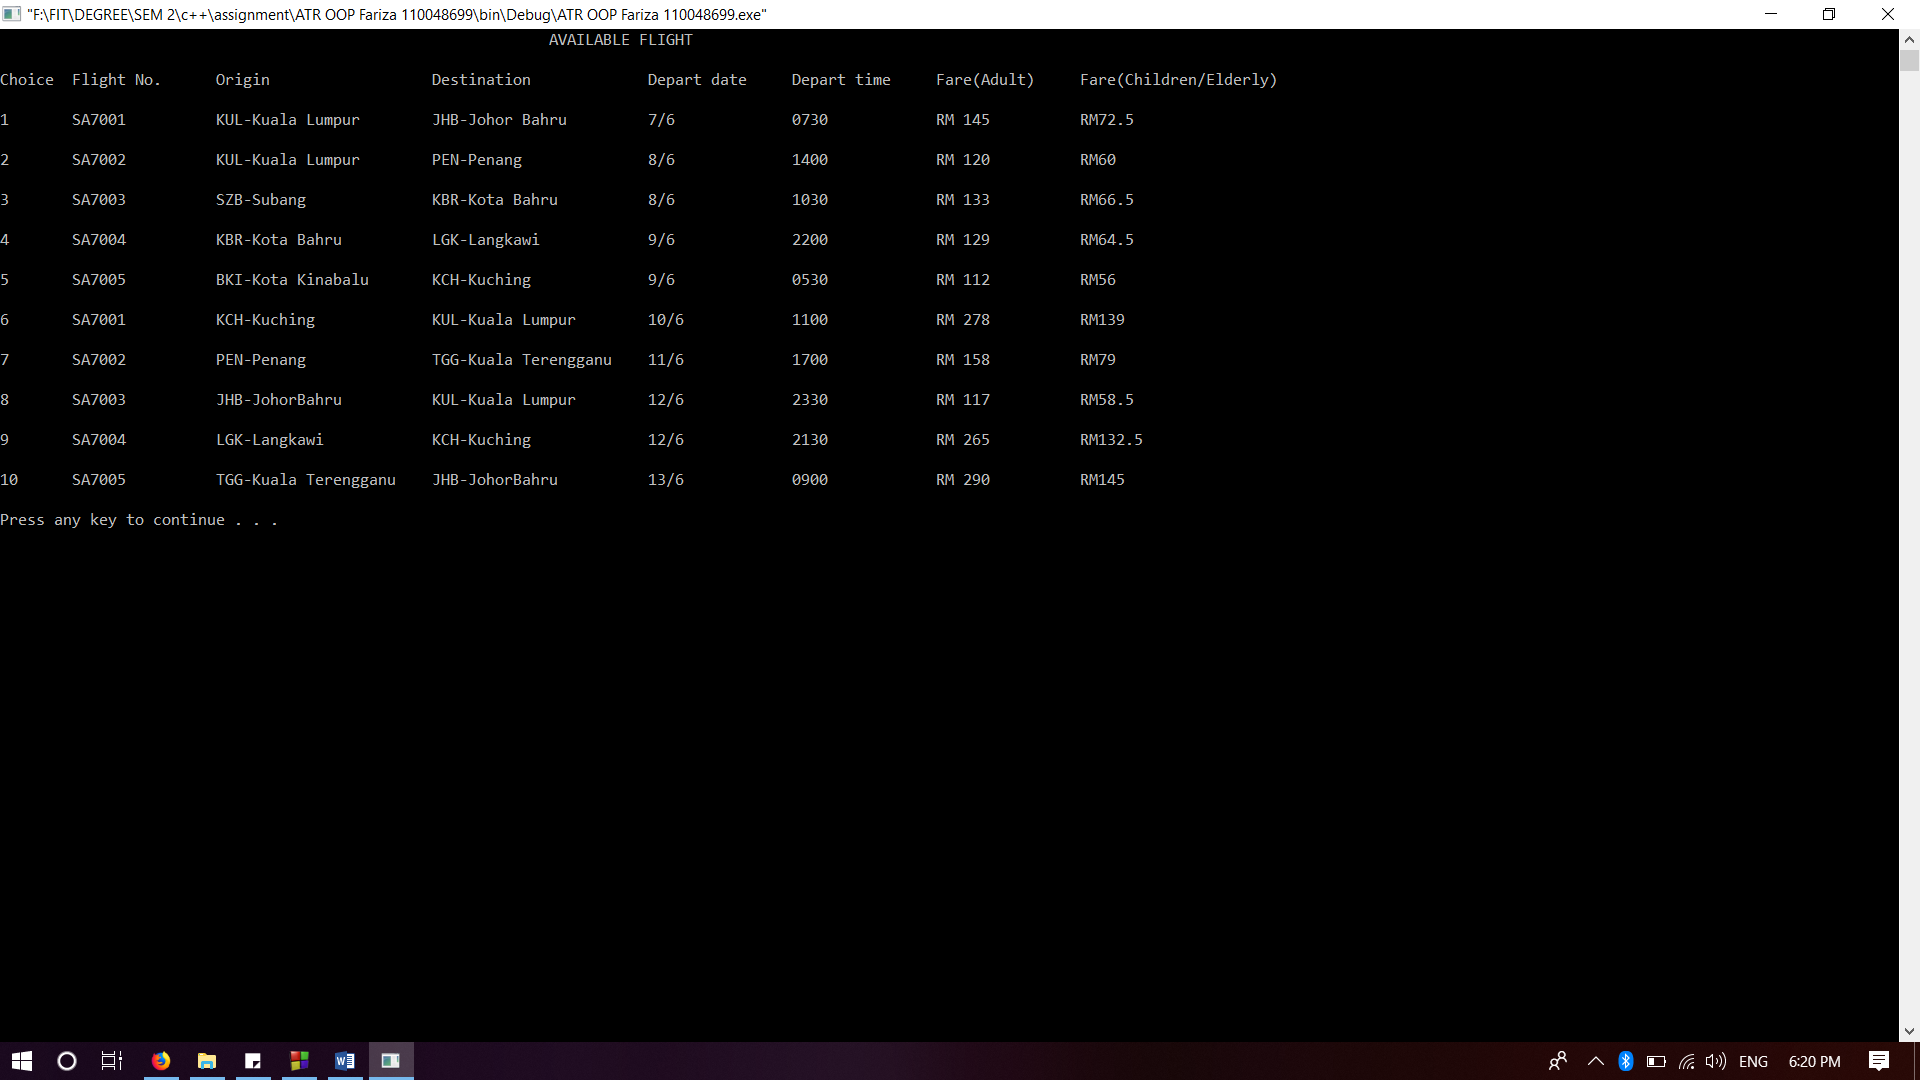 "F:\FIT\DEGREE\SEM 2\c++\assignment\ATR OOP Fariza 110048699\bin\Debug\ATR OOP Fariza 110048699.exe"
AVAILABLE FLIGHT
Choice Flight No. Origin Destination Depart date Depart time Fare(Adult) Fare(Children/Elderly)
1 SA7001 KUL-Kuala Lumpur JHB-Johor Bahru 7/6 0730 RM 145 RM72.5
2 SA7002 KUL-Kuala Lumpur PEN-Penang 8/6 1400 RM 120 RM60
3 SA7003 SZB-Subang KBR-Kota Bahru 8/6 1030 RM 133 RM66.5
4 SA7004 KBR-Kota Bahru LGK-Langkawi 9/6 2200 RM 129 RM64.5
5 SA7005 BKI-Kota Kinabalu KCH-Kuching 9/6 0530 RM 112 RM56
6 SA7001 KCH-Kuching KUL-Kuala Lumpur 10/6 1100 RM 278 RM139
7 SA7002 PEN-Penang TGG-Kuala Terengganu 11/6 1700 RM 158 RM79
8 SA7003 JHB-JohorBahru KUL-Kuala Lumpur 12/6 2330 RM 117 RM58.5
9 SA7004 LGK-Langkawi KCH-Kuching 12/6 2130 RM 265 RM132.5
10 SA7005 TGG-Kuala Terengganu JHB-JohorBahru 13/6 0900 RM 290 RM145
Press any key to continue . . .
ENG 6:20 PM